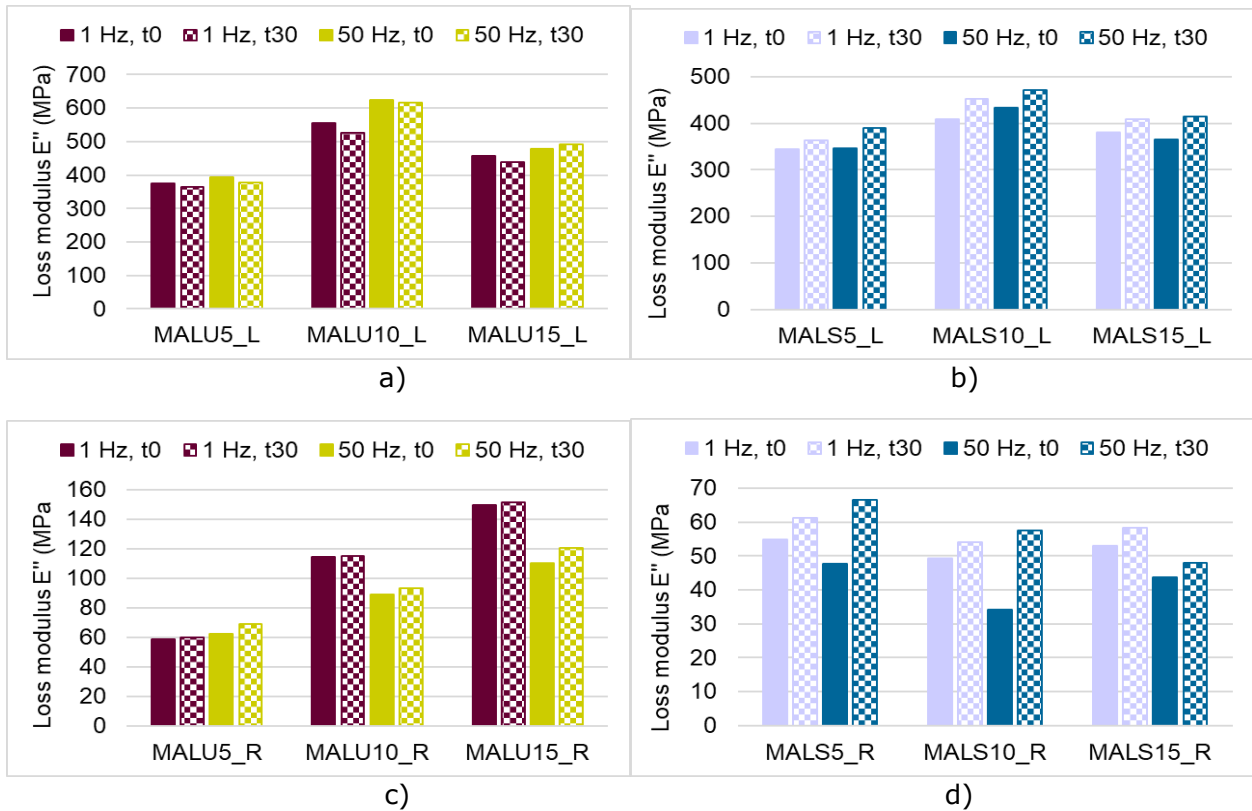 1 Hz, t0 1 Hz, t30 50 Hz, t0 50 Hz, t30
Loss modulus E" (MPa)
700
600
500
400
300
200
100
0
MALU5_L MALU10_L MALU15_L
a)
1 Hz, t0 1 Hz, t30 50 Hz, t0 50 Hz, t30
Loss modulus E" (MPa)
500
400
300
200
100
0
MALS5_L MALS10_L MALS15_L
b)
1 Hz, t0 1 Hz, t30 50 Hz, t0 50 Hz, t30
Loss modulus E" (MPa
160
140
120
100
80
60
40
20
0
MALU5_R MALU10_R MALU15_R
c)
1 Hz, t0 1 Hz, t30 50 Hz, t0 50 Hz, t30
Loss modulus E" (MPa
70
60
50
40
30
20
10
0
MALS5_R MALS10_R MALS15_R
d)